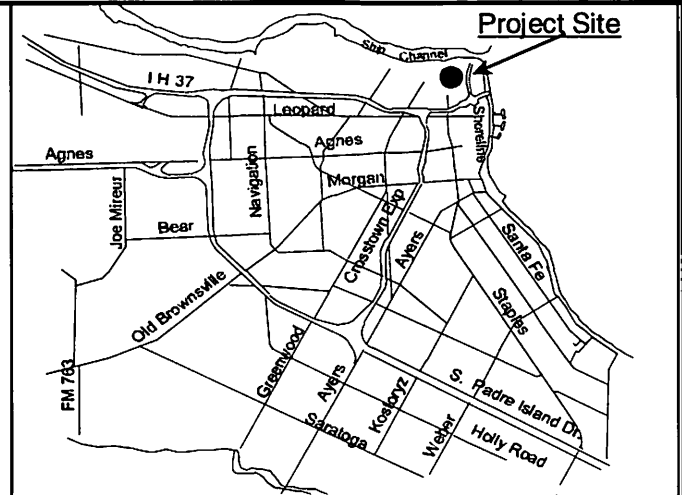 Project Site
Ship Channel
I H 37
Leopard
Shoreline
Agnes
Agnes
Navigation
Morgan
Joe Mireur
Bear
Crosstown Exp
Ayers
Santa Fe
Old Brownsville
Staples
FM 763
Greenwood
Ayers
Kostoryz
S. Padre Island Dr.
Saratoga
Weber
Holly Road